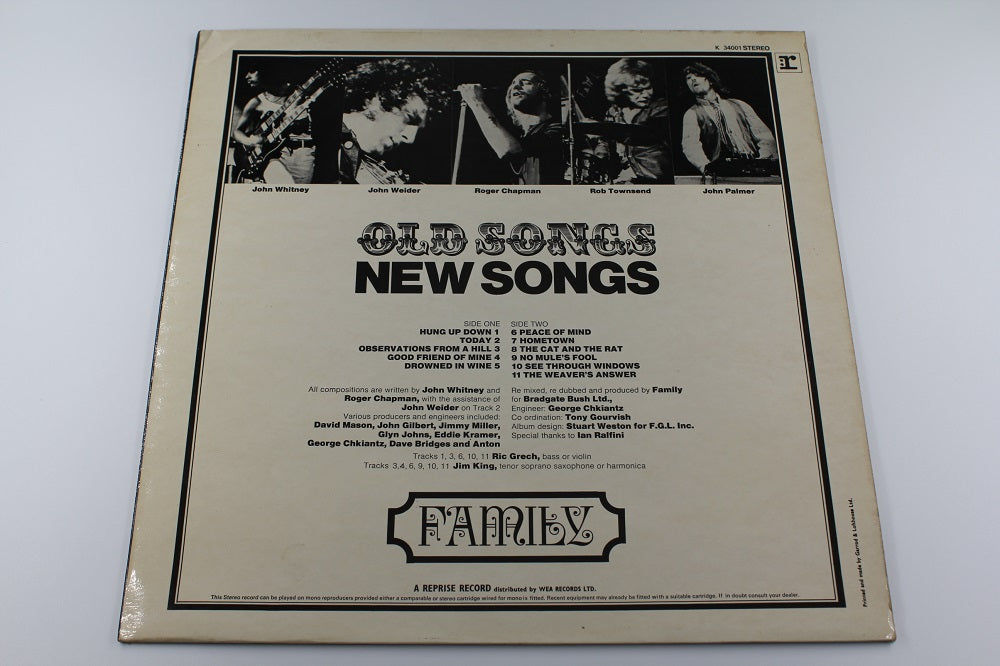 K 34001 STEREO
r
John Whitney
John Weider
Roger Chapman
Rob Townsend
John Palmer
OLD SONGS
NEW SONGS
SIDE ONE
HUNG UP DOWN 1
TODAY 2
OBSERVATIONS FROM A HILL 3
GOOD FRIEND OF MINE 4
DROWNED IN WINE 5
SIDE TWO
6 PEACE OF MIND
7 HOMETOWN
8 THE CAT AND THE RAT
9 NO MULE'S FOOL
10 SEE THROUGH WINDOWS
11 THE WEAVER'S ANSWER
All compositions are written by John Whitney and
Roger Chapman, with the assistance of
John Weider on Track 2
Various producers and engineers included:
David Mason, John Gilbert, Jimmy Miller,
Glyn Johns, Eddie Kramer,
George Chkiantz, Dave Bridges and Anton
Re mixed, re dubbed and produced by Family
for Bradgate Bush Ltd.,
Engineer: George Chkiantz
Co ordination: Tony Gourvish
Album design: Stuart Weston for F.G.L. Inc.
Special thanks to Ian Ralfini
Tracks 1, 3, 6, 10, 11 Ric Grech, bass or violin
Tracks 3,4, 6, 9, 10, 11 Jim King, tenor soprano saxophone or harmonica
FAMILY
A REPRISE RECORD distributed by WEA RECORDS LTD.
This Stereo record can be played on mono reproducers provided either a comparable or stereo cartridge wired for mono is fitted. Recent equipment may already be fitted with a suitable cartridge. If in doubt consult your dealer.
Printed and made by Garrod & Lofthouse Ltd.